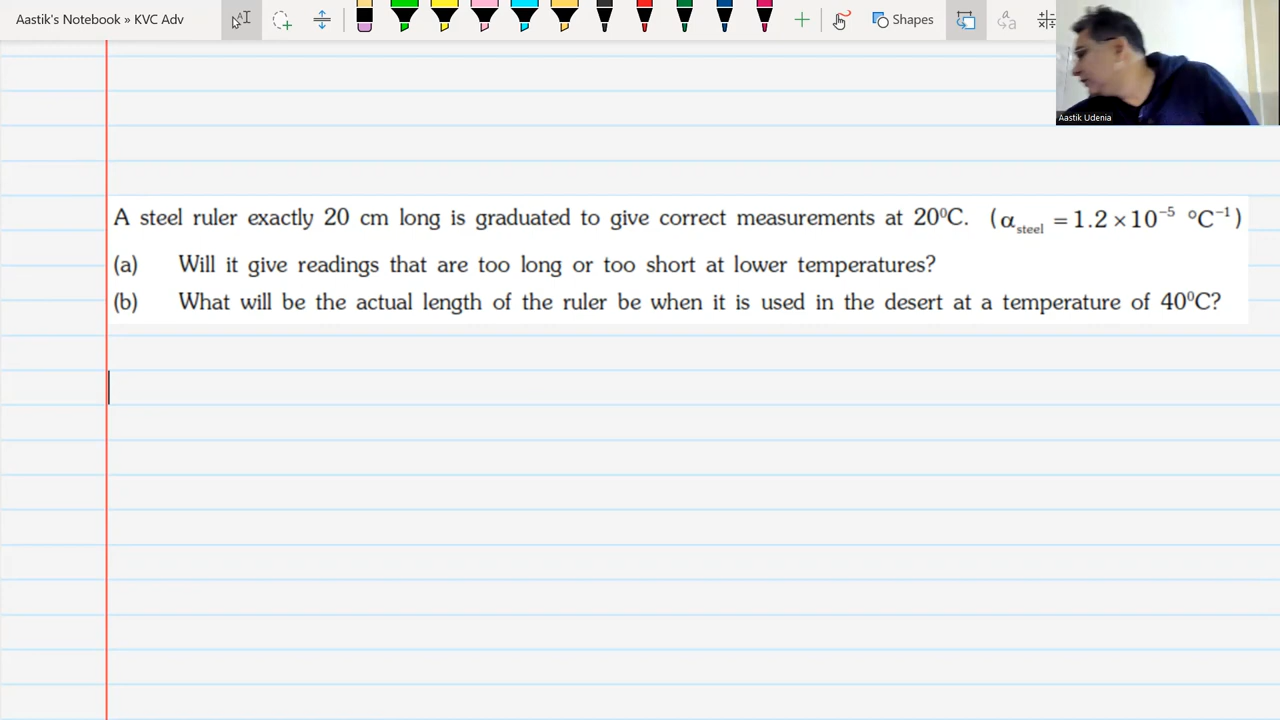 Aastik's Notebook » KVC Adv
Shapes
Aastik Udenia
A steel ruler exactly 20 cm long is graduated to give correct measurements at 20⁰C. (α_steel = 1.2 × 10⁻⁵ °C⁻¹)
(a) Will it give readings that are too long or too short at lower temperatures?
(b) What will be the actual length of the ruler be when it is used in the desert at a temperature of 40⁰C?